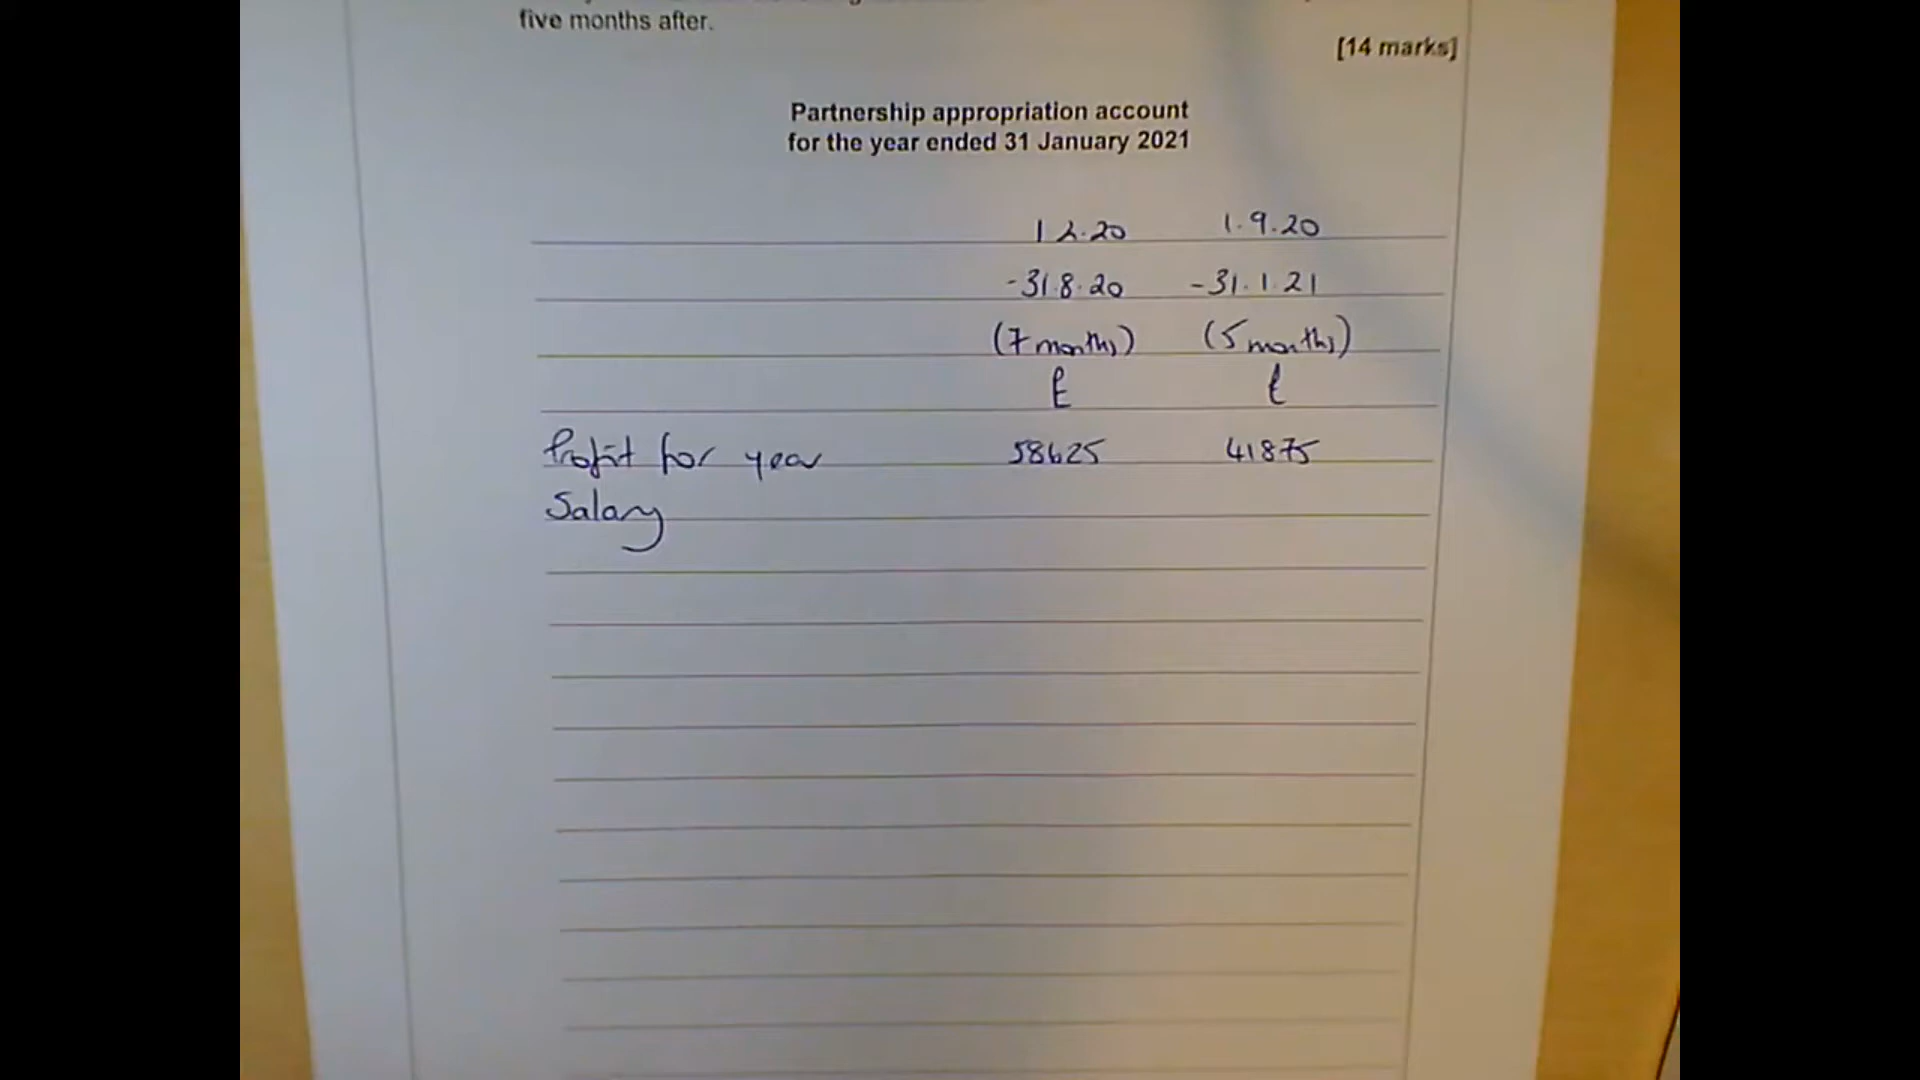 five months after.
[14 marks]
Partnership appropriation account
for the year ended 31 January 2021
1 2.20 1.9.20
-31.8.20 -31.1.21
(7 months) (5 months)
£ £
Profit for year 58625 41875
Salary